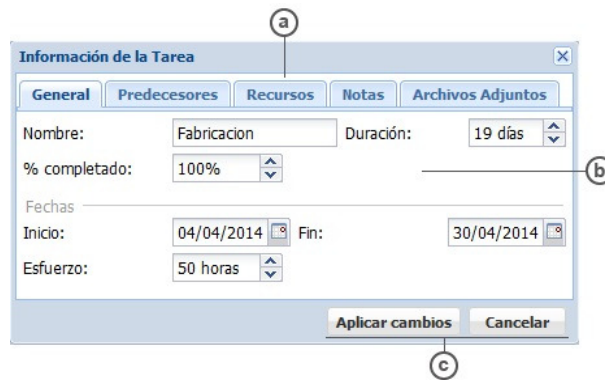 a
Información de la Tarea
General Predecesores Recursos Notas Archivos Adjuntos
Nombre: Fabricacion Duración: 19 días
% completado: 100%
b
Fechas
Inicio: 04/04/2014 Fin: 30/04/2014
Esfuerzo: 50 horas
Aplicar cambios Cancelar
c